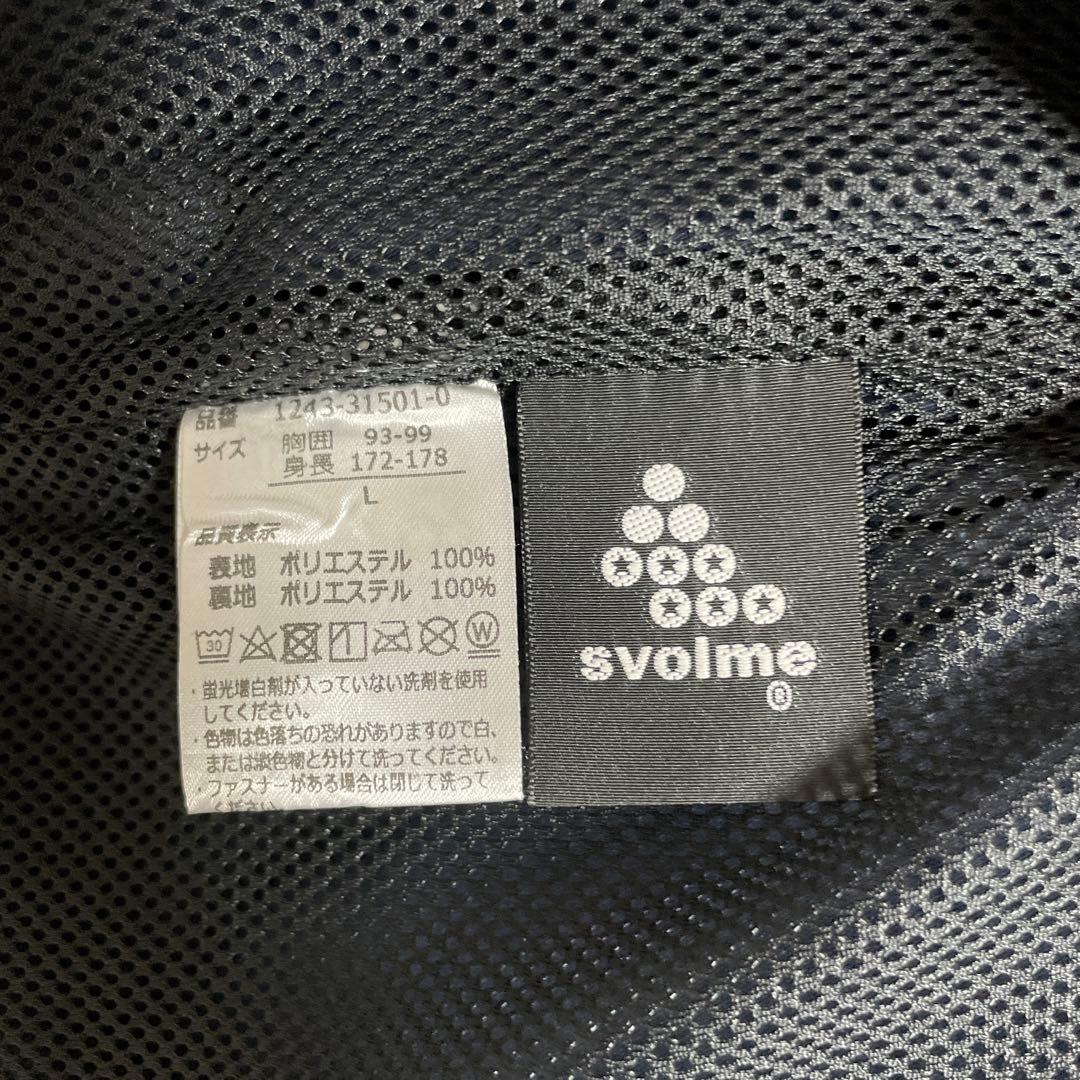 品番 1243-31501-0
サイズ 胸囲 93-99
身長 172-178
L
品質表示
表地 ポリエステル 100%
裏地 ポリエステル 100%
30 W
・蛍光増白剤が入っていない洗剤を使用
してください。
・色物は色落ちの恐れがありますので白、
または淡色物と分けて洗ってください。
・ファスナーがある場合は閉じて洗って
ください
svolme
®